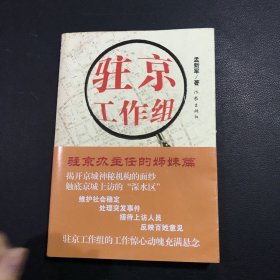 驻京
工作组
孟新军/著
作家出版社
驻京办主任的姊妹篇
揭开京城神秘机构的面纱
触底京城上访的“深水区”
维护社会稳定
处理突发事件
接待上访人员
反映百姓意见
驻京工作组的工作惊心动魄充满悬念